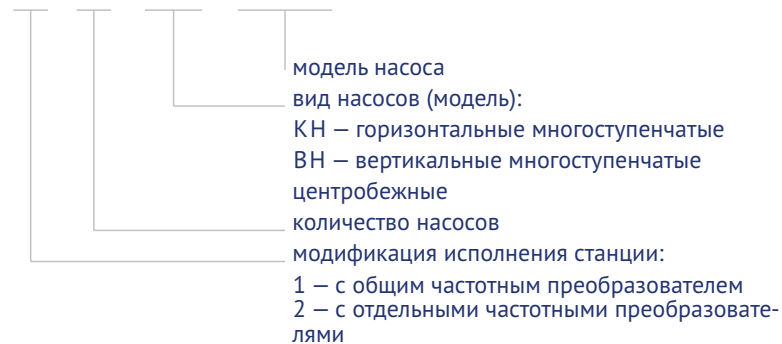 модель насоса
вид насосов (модель):
КН — горизонтальные многоступенчатые
ВН — вертикальные многоступенчатые
центробежные
количество насосов
модификация исполнения станции:
1 — с общим частотным преобразователем
2 — с отдельными частотными преобразовате-
лями